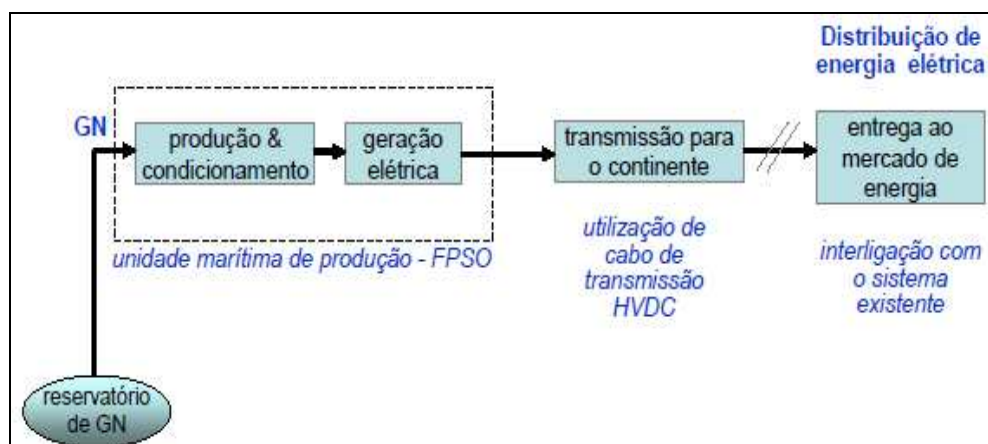 Distribuição de
energia elétrica
GN
produção &
condicionamento
geração
elétrica
transmissão para
o continente
entrega ao
mercado de
energia
unidade marítima de produção - FPSO
utilização de
cabo de
transmissão
HVDC
interligação com
o sistema
existente
reservatório
de GN